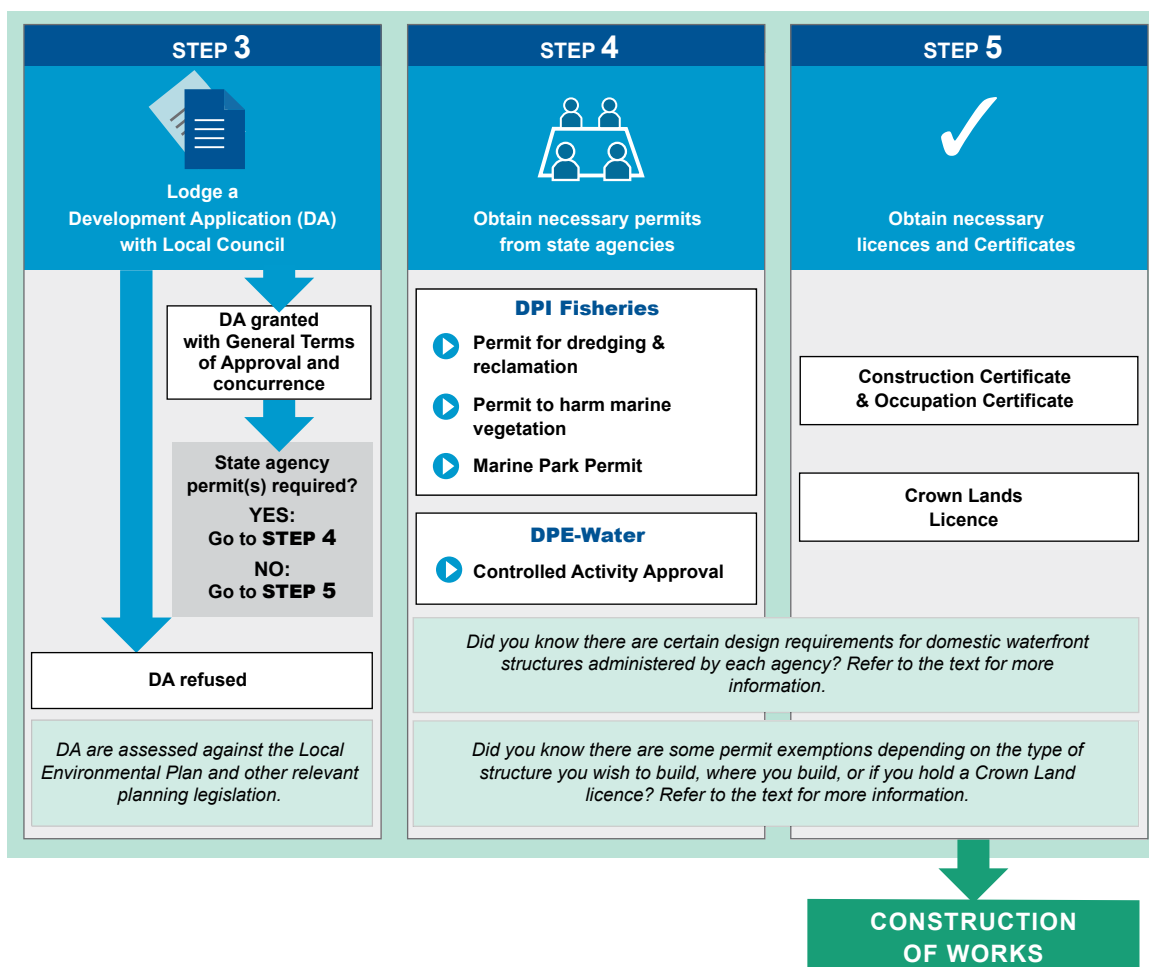 STEP 3
Lodge a
Development Application (DA)
with Local Council
DA granted
with General Terms
of Approval and
concurrence
State agency
permit(s) required?
YES:
Go to STEP 4
NO:
Go to STEP 5
DA refused
DA are assessed against the Local
Environmental Plan and other relevant
planning legislation.
STEP 4
Obtain necessary permits
from state agencies
DPI Fisheries
Permit for dredging &
reclamation
Permit to harm marine
vegetation
Marine Park Permit
DPE-Water
Controlled Activity Approval
STEP 5
Obtain necessary
licences and Certificates
Construction Certificate
& Occupation Certificate
Crown Lands
Licence
Did you know there are certain design requirements for domestic waterfront
structures administered by each agency? Refer to the text for more
information.
Did you know there are some permit exemptions depending on the type of
structure you wish to build, where you build, or if you hold a Crown Land
licence? Refer to the text for more information.
CONSTRUCTION
OF WORKS